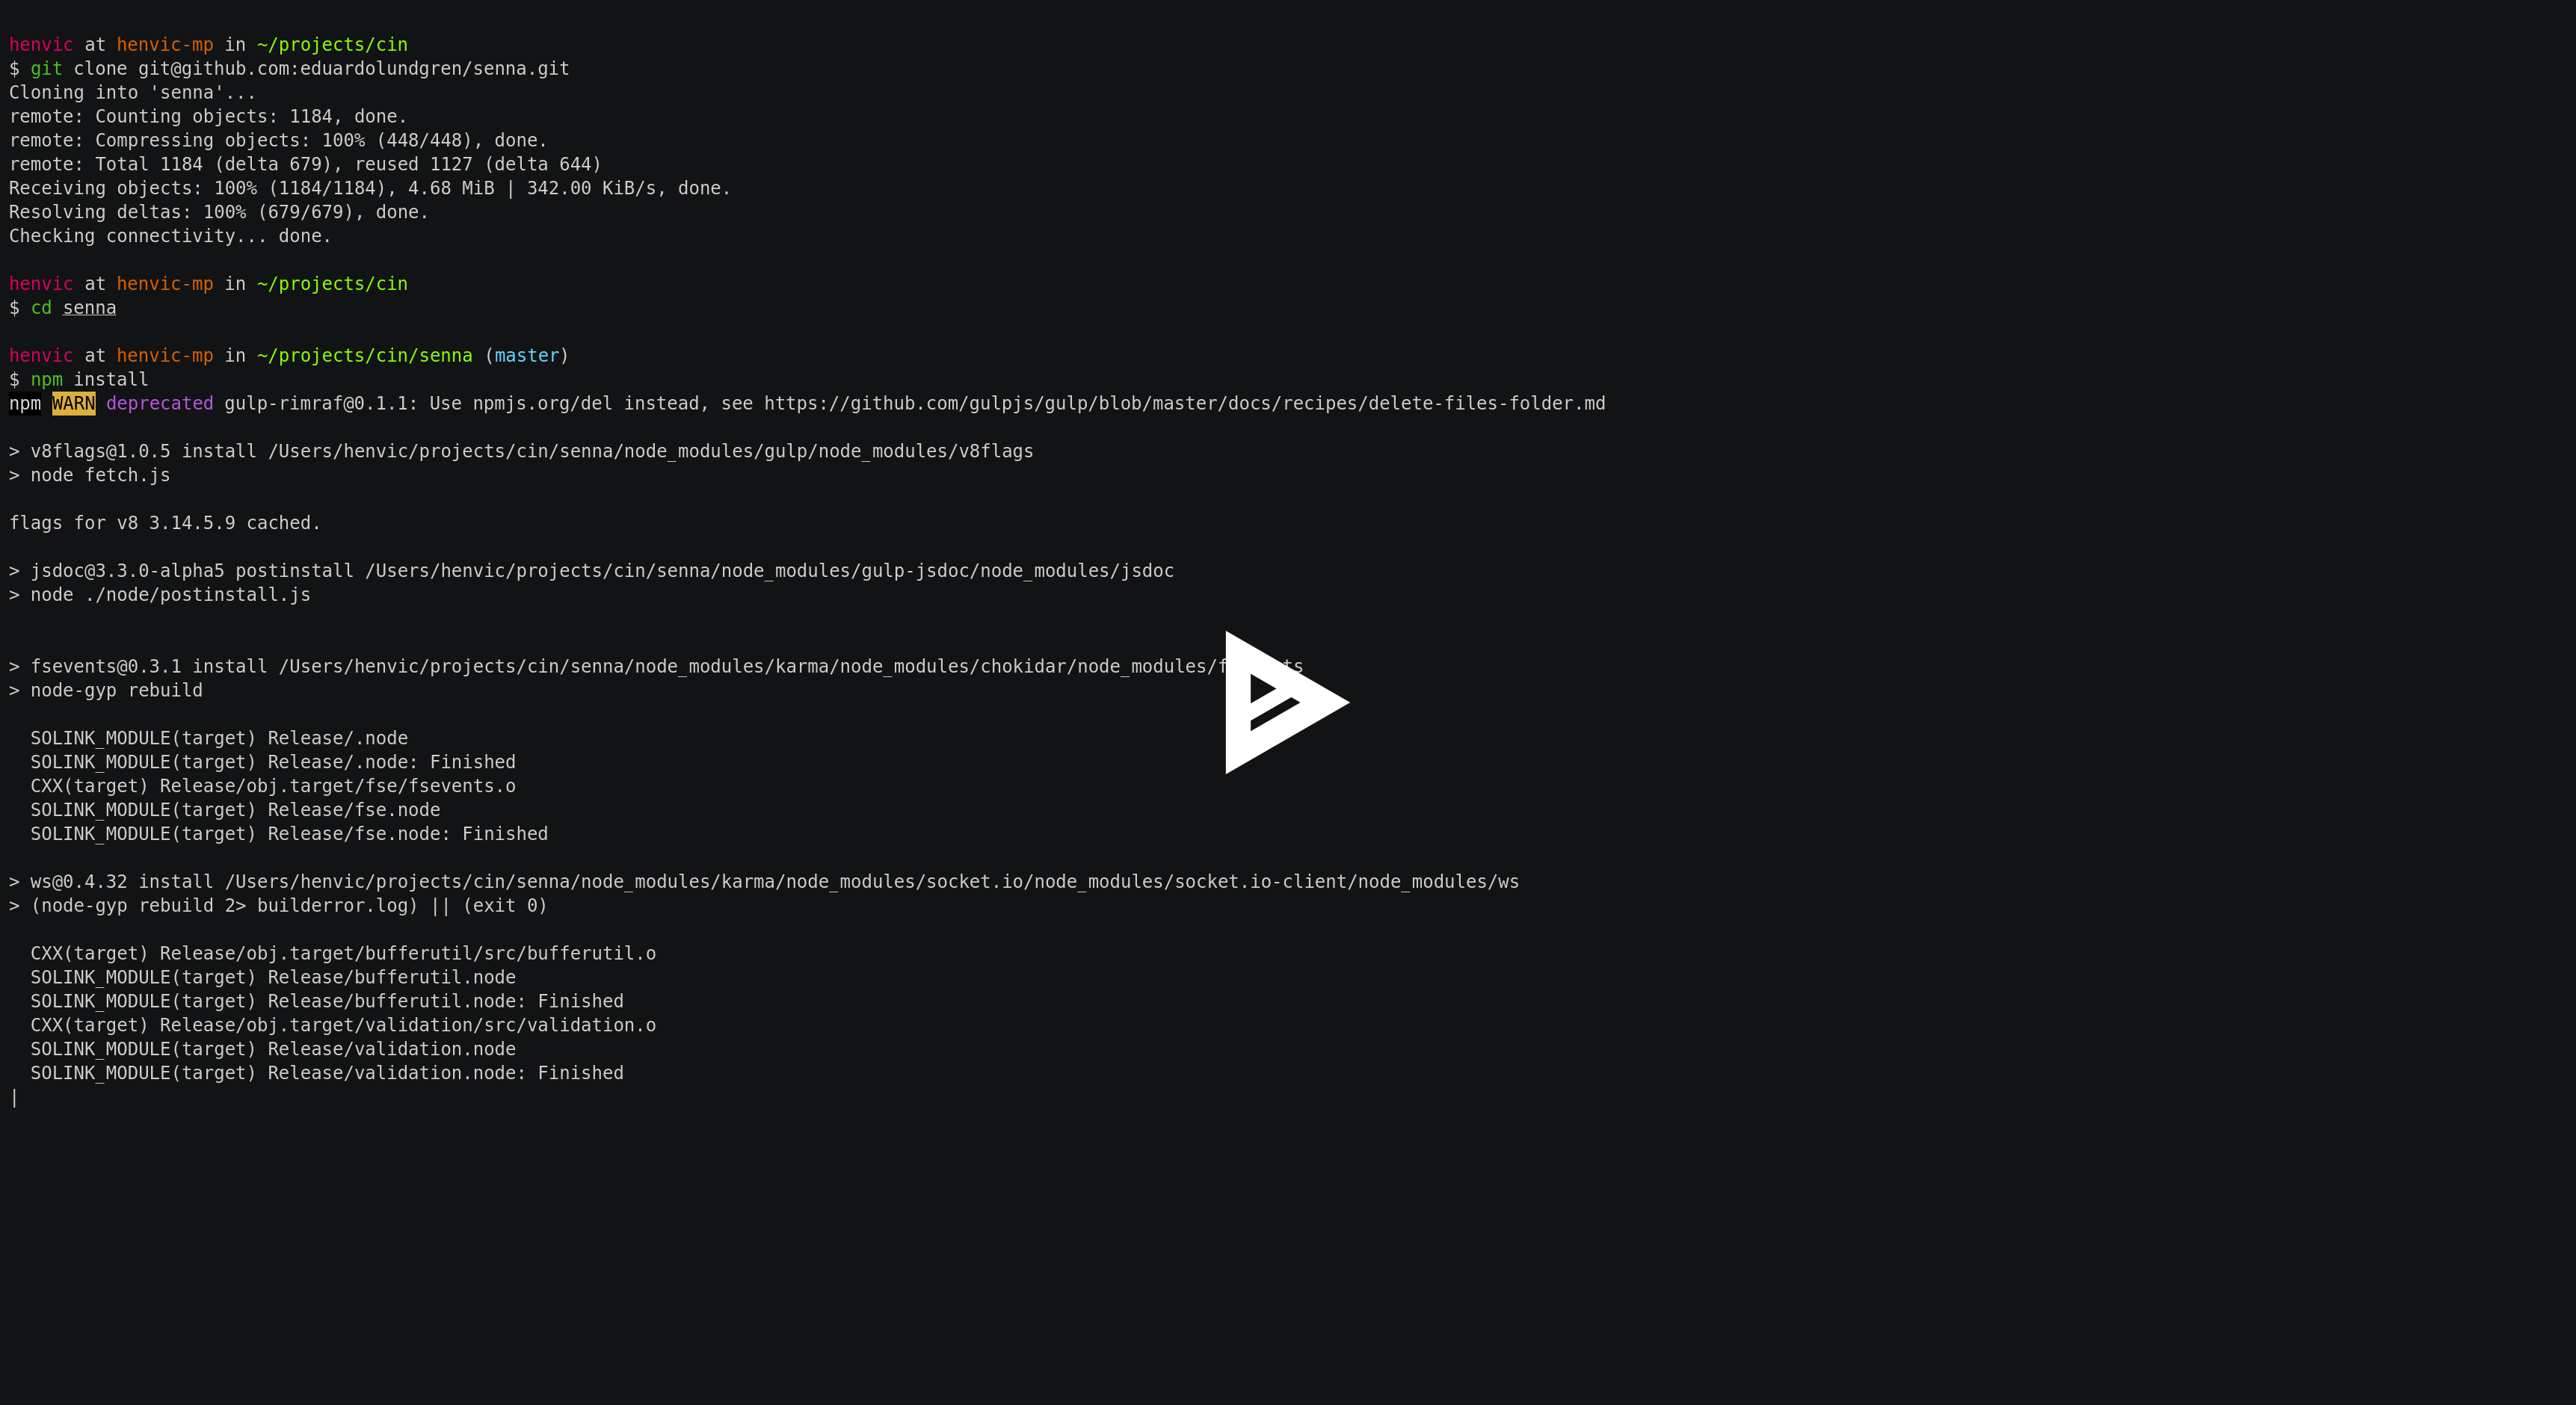 henvic at henvic-mp in ~/projects/cin
$ git clone git@github.com:eduardolundgren/senna.git
Cloning into 'senna'...
remote: Counting objects: 1184, done.
remote: Compressing objects: 100% (448/448), done.
remote: Total 1184 (delta 679), reused 1127 (delta 644)
Receiving objects: 100% (1184/1184), 4.68 MiB | 342.00 KiB/s, done.
Resolving deltas: 100% (679/679), done.
Checking connectivity... done.
henvic at henvic-mp in ~/projects/cin
$ cd senna
henvic at henvic-mp in ~/projects/cin/senna (master)
$ npm install
npm WARN deprecated gulp-rimraf@0.1.1: Use npmjs.org/del instead, see https://github.com/gulpjs/gulp/blob/master/docs/recipes/delete-files-folder.md
> v8flags@1.0.5 install /Users/henvic/projects/cin/senna/node_modules/gulp/node_modules/v8flags
> node fetch.js
flags for v8 3.14.5.9 cached.
> jsdoc@3.3.0-alpha5 postinstall /Users/henvic/projects/cin/senna/node_modules/gulp-jsdoc/node_modules/jsdoc
> node ./node/postinstall.js
> fsevents@0.3.1 install /Users/henvic/projects/cin/senna/node_modules/karma/node_modules/chokidar/node_modules/
> node-gyp rebuild
  SOLINK_MODULE(target) Release/.node
  SOLINK_MODULE(target) Release/.node: Finished
  CXX(target) Release/obj.target/fse/fsevents.o
  SOLINK_MODULE(target) Release/fse.node
  SOLINK_MODULE(target) Release/fse.node: Finished
> ws@0.4.32 install /Users/henvic/projects/cin/senna/node_modules/karma/node_modules/socket.io/node_modules/socket.io-client/node_modules/ws
> (node-gyp rebuild 2> builderror.log) || (exit 0)
  CXX(target) Release/obj.target/bufferutil/src/bufferutil.o
  SOLINK_MODULE(target) Release/bufferutil.node
  SOLINK_MODULE(target) Release/bufferutil.node: Finished
  CXX(target) Release/obj.target/validation/src/validation.o
  SOLINK_MODULE(target) Release/validation.node
  SOLINK_MODULE(target) Release/validation.node: Finished
|